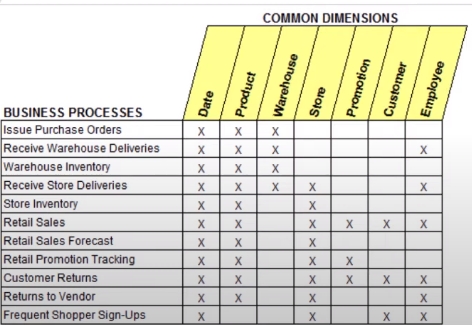 COMMON DIMENSIONS
BUSINESS PROCESSES Date Product Warehouse Store Promotion Customer Employee
Issue Purchase Orders X X X
Receive Warehouse Deliveries X X X X
Warehouse Inventory X X X
Receive Store Deliveries X X X X X
Store Inventory X X X
Retail Sales X X X X X X
Retail Sales Forecast X X X
Retail Promotion Tracking X X X X
Customer Returns X X X X X X
Returns to Vendor X X X X
Frequent Shopper Sign-Ups X X X X